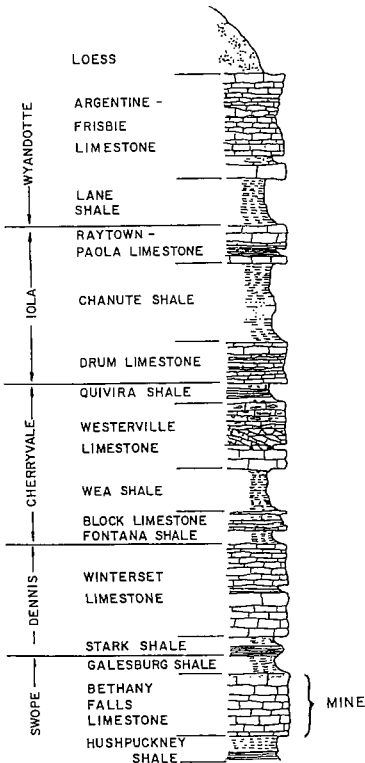 LOESS
WYANDOTTE
ARGENTINE -
FRISBIE
LIMESTONE
LANE
SHALE
IOLA
RAYTOWN -
PAOLA LIMESTONE
CHANUTE SHALE
DRUM LIMESTONE
CHERRYVALE
QUIVIRA SHALE
WESTERVILLE
LIMESTONE
WEA SHALE
BLOCK LIMESTONE
FONTANA SHALE
DENNIS
WINTERSET
LIMESTONE
STARK SHALE
SWOPE
GALESBURG SHALE
BETHANY
FALLS
LIMESTONE
MINE
HUSHPUCKNEY
SHALE